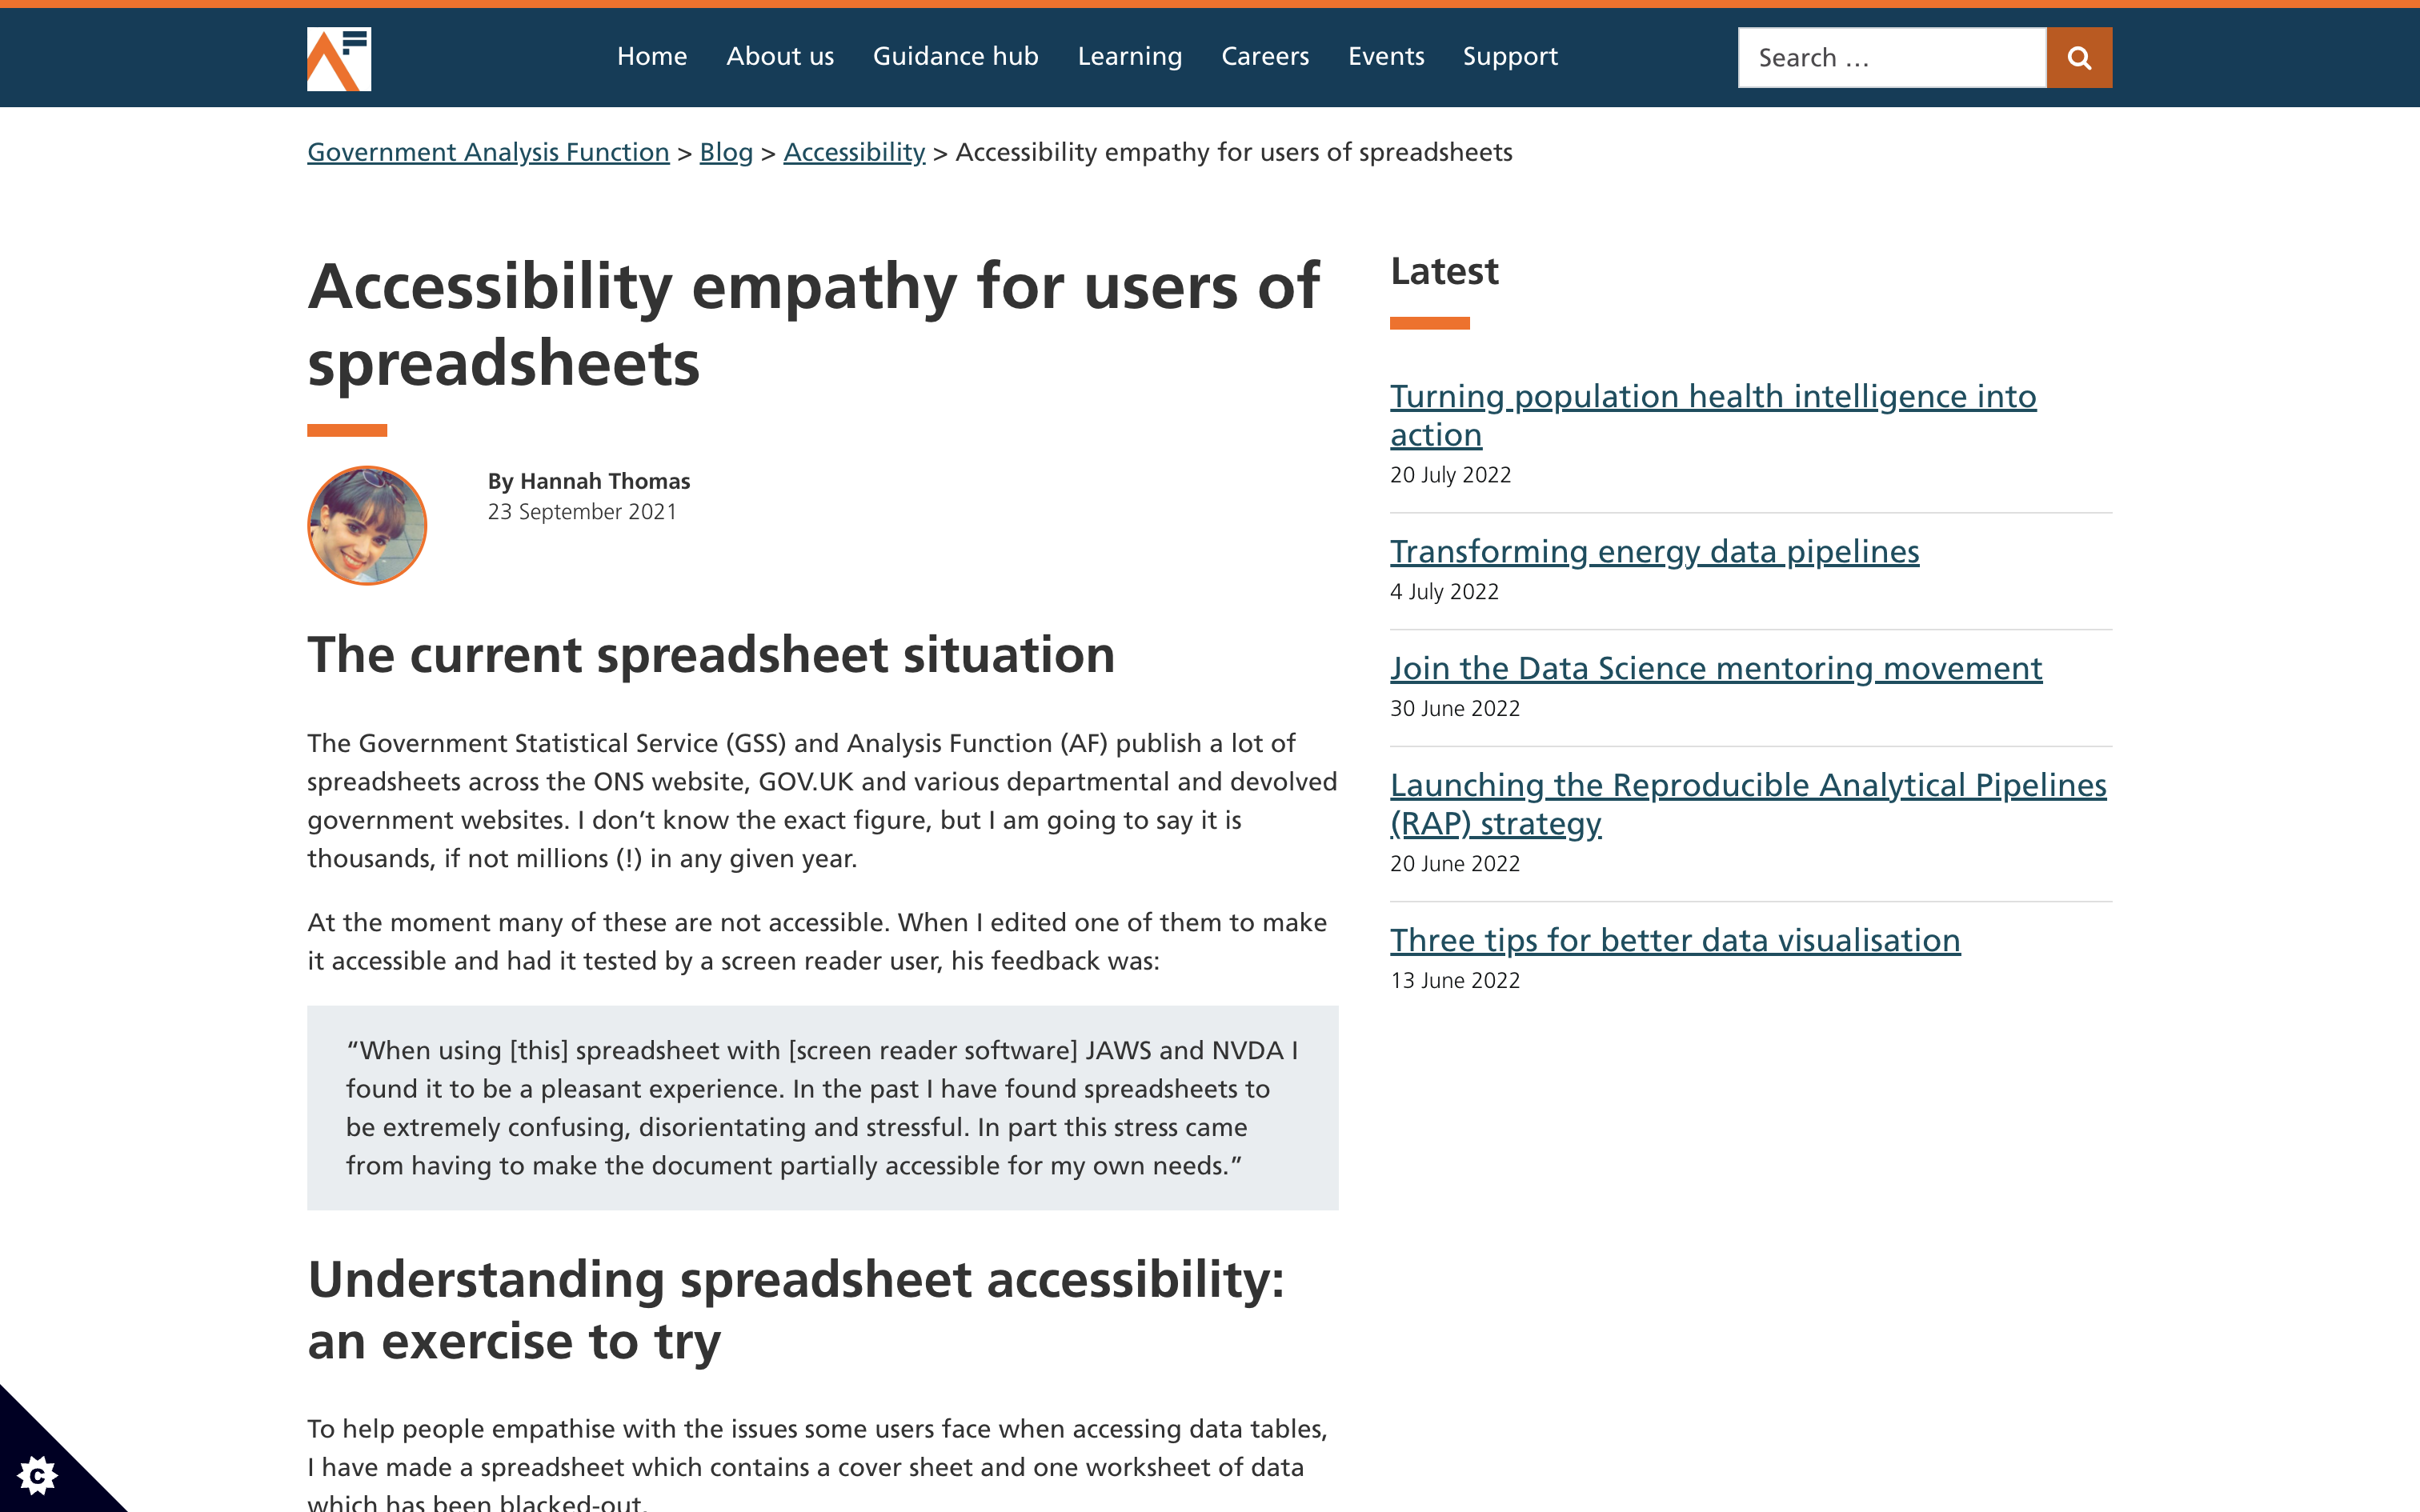 Home About us Guidance hub Learning Careers Events Support
Search …
Government Analysis Function > Blog > Accessibility > Accessibility empathy for users of spreadsheets
Accessibility empathy for users of
spreadsheets
By Hannah Thomas
23 September 2021
The current spreadsheet situation
The Government Statistical Service (GSS) and Analysis Function (AF) publish a lot of
spreadsheets across the ONS website, GOV.UK and various departmental and devolved
government websites. I don’t know the exact figure, but I am going to say it is
thousands, if not millions (!) in any given year.
At the moment many of these are not accessible. When I edited one of them to make
it accessible and had it tested by a screen reader user, his feedback was:
“When using [this] spreadsheet with [screen reader software] JAWS and NVDA I
found it to be a pleasant experience. In the past I have found spreadsheets to
be extremely confusing, disorientating and stressful. In part this stress came
from having to make the document partially accessible for my own needs.”
Understanding spreadsheet accessibility:
an exercise to try
To help people empathise with the issues some users face when accessing data tables,
I have made a spreadsheet which contains a cover sheet and one worksheet of data
which has been blacked-out.
Latest
Turning population health intelligence into
action
20 July 2022
Transforming energy data pipelines
4 July 2022
Join the Data Science mentoring movement
30 June 2022
Launching the Reproducible Analytical Pipelines
(RAP) strategy
20 June 2022
Three tips for better data visualisation
13 June 2022
C